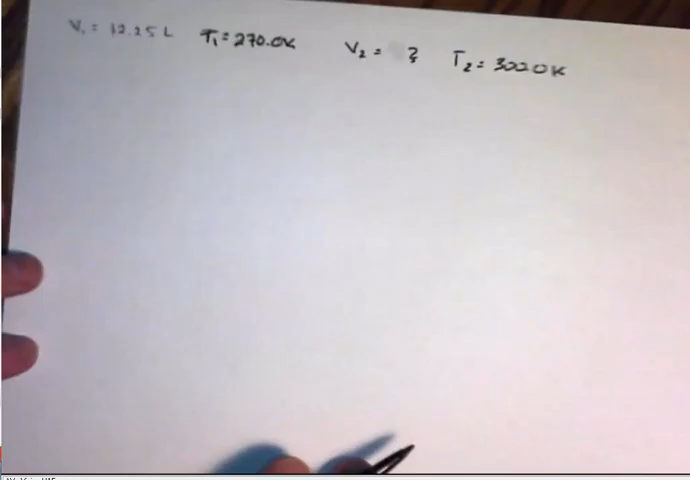 V₁ = 12.25 L T₁ = 270.0K V₂ = ? T₂ = 300.0K